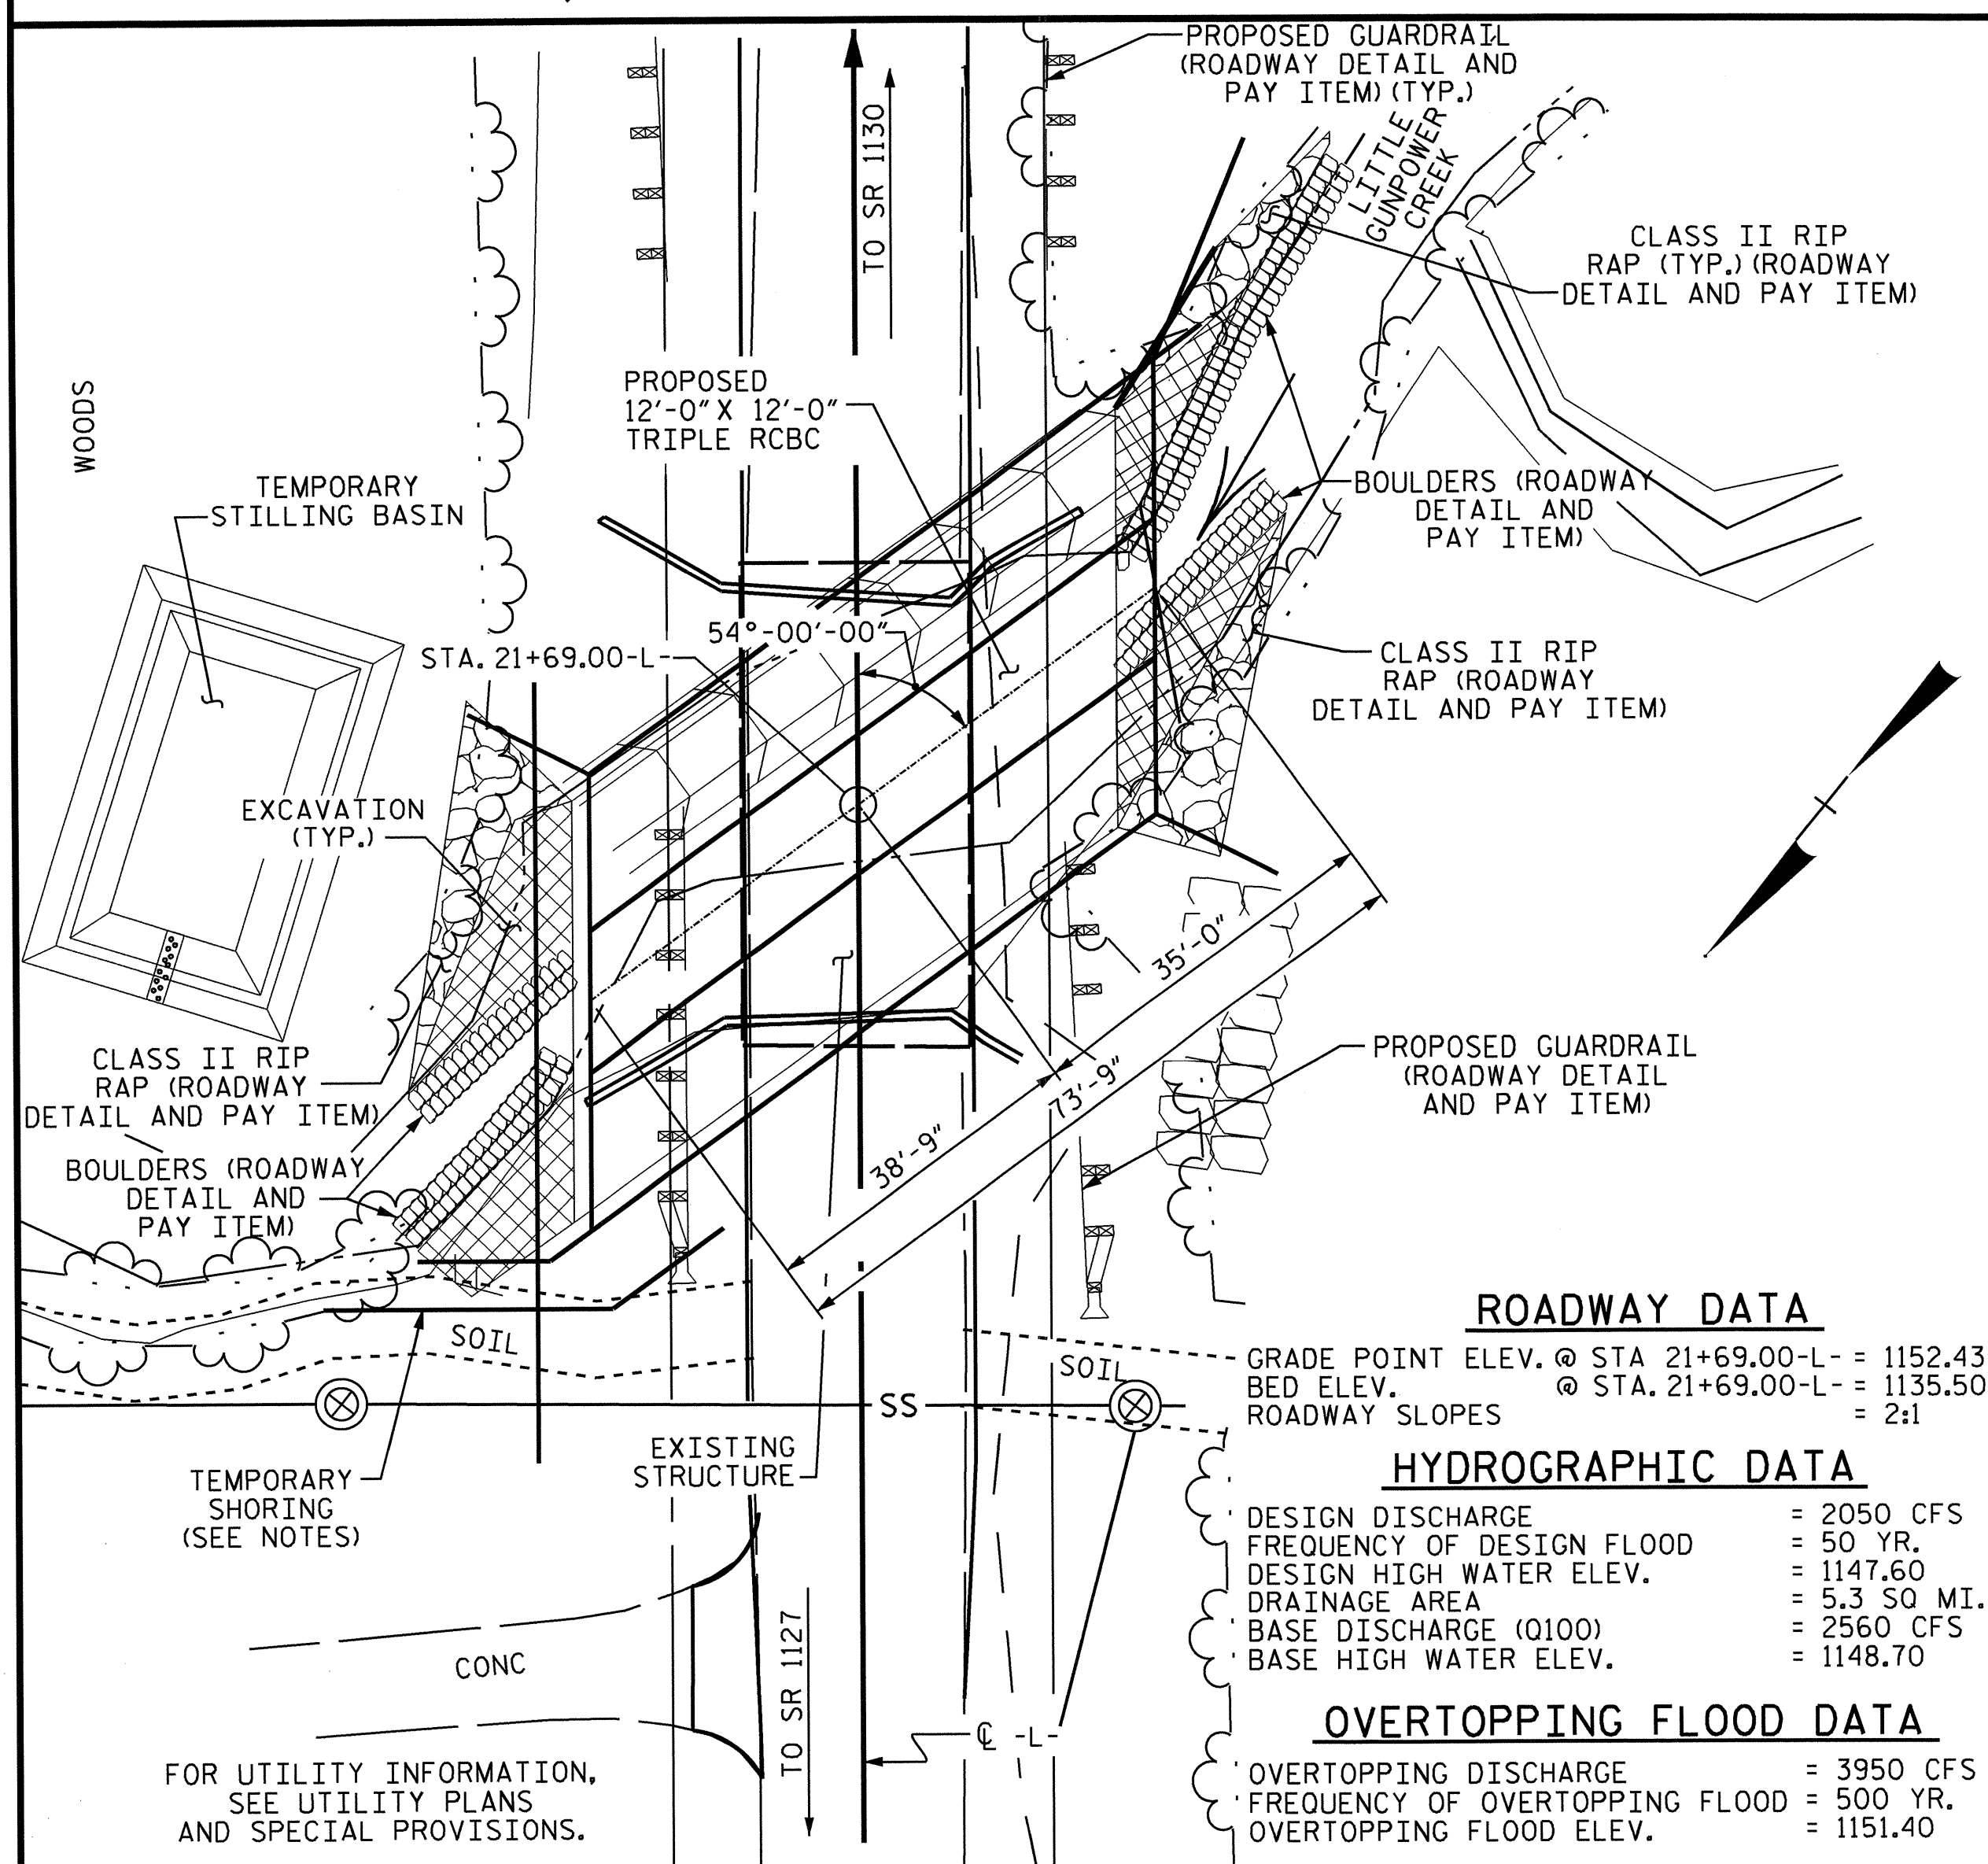 PROPOSED GUARDRAIL
(ROADWAY DETAIL AND
PAY ITEM) (TYP.)
TO SR 1130
LITTLE
GUNPOWER
CREEK
CLASS II RIP
RAP (TYP.) (ROADWAY
DETAIL AND PAY ITEM)
WOODS
PROPOSED
12'-0" X 12'-0"
TRIPLE RCBC
TEMPORARY
STILLING BASIN
BOULDERS (ROADWAY
DETAIL AND
PAY ITEM)
54°-00'-00"
STA. 21+69.00-L-
CLASS II RIP
RAP (ROADWAY
DETAIL AND PAY ITEM)
EXCAVATION
(TYP.)
35'-0"
73'-9"
38'-9"
PROPOSED GUARDRAIL
(ROADWAY DETAIL
AND PAY ITEM)
CLASS II RIP
RAP (ROADWAY
DETAIL AND PAY ITEM)
BOULDERS (ROADWAY
DETAIL AND
PAY ITEM)
SOIL
SOIL
SS
TEMPORARY
SHORING
(SEE NOTES)
EXISTING
STRUCTURE
CONC
TO SR 1127
℄ -L-
FOR UTILITY INFORMATION,
SEE UTILITY PLANS
AND SPECIAL PROVISIONS.
ROADWAY DATA
GRADE POINT ELEV. @ STA 21+69.00-L- = 1152.43
BED ELEV. @ STA. 21+69.00-L- = 1135.50
ROADWAY SLOPES = 2:1
HYDROGRAPHIC DATA
DESIGN DISCHARGE = 2050 CFS
FREQUENCY OF DESIGN FLOOD = 50 YR.
DESIGN HIGH WATER ELEV. = 1147.60
DRAINAGE AREA = 5.3 SQ MI.
BASE DISCHARGE (Q100) = 2560 CFS
BASE HIGH WATER ELEV. = 1148.70
OVERTOPPING FLOOD DATA
OVERTOPPING DISCHARGE = 3950 CFS
FREQUENCY OF OVERTOPPING FLOOD = 500 YR.
OVERTOPPING FLOOD ELEV. = 1151.40